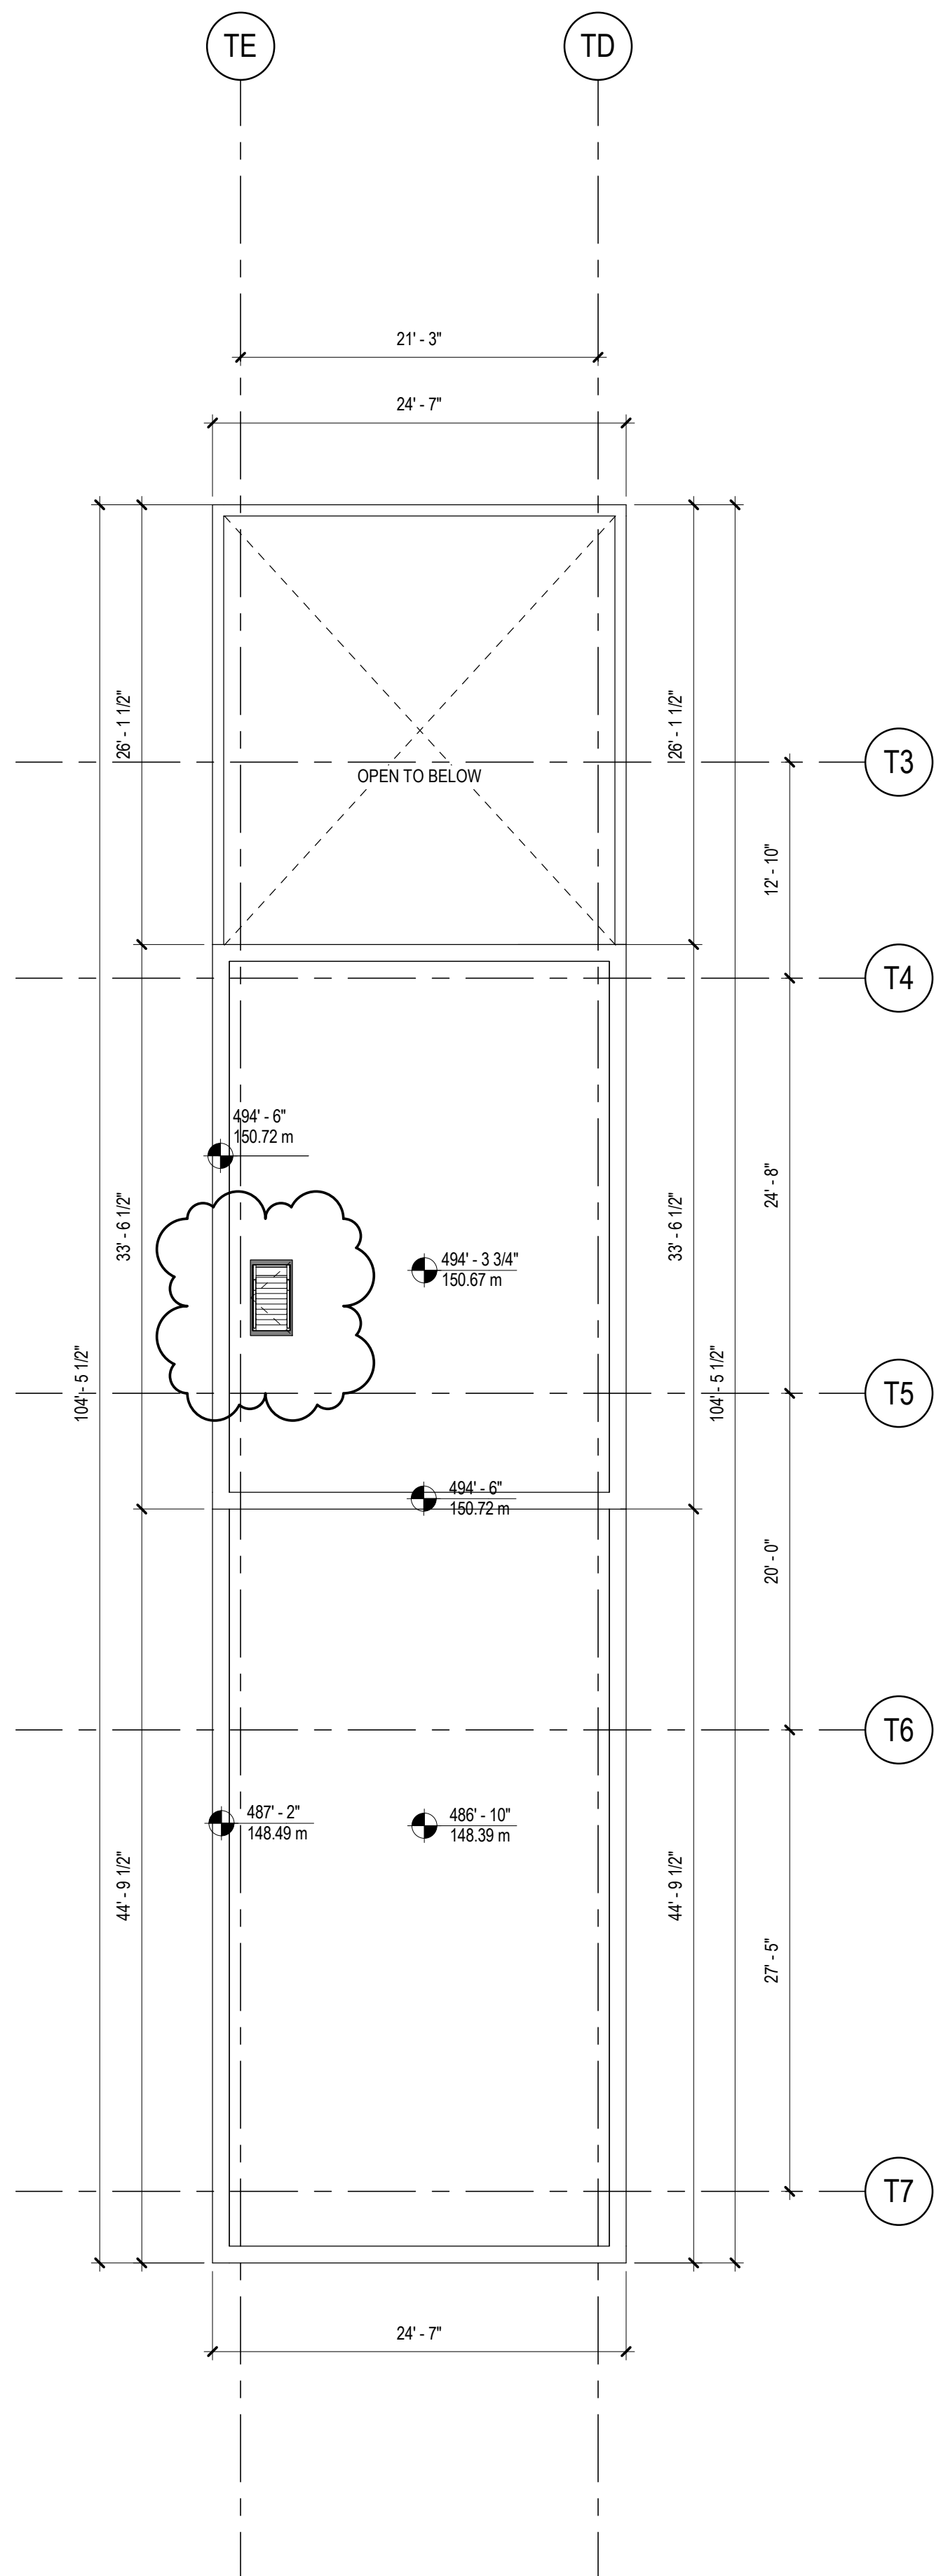 TE
TD
21' - 3"
24' - 7"
26' - 1 1/2"
26' - 1 1/2"
T3
OPEN TO BELOW
12' - 10"
T4
494' - 6"
150.72 m
33' - 6 1/2"
33' - 6 1/2"
24' - 8"
494' - 3 3/4"
150.67 m
104' - 5 1/2"
104' - 5 1/2"
T5
494' - 6"
150.72 m
20' - 0"
T6
487' - 2"
148.49 m
486' - 10"
148.39 m
44' - 9 1/2"
44' - 9 1/2"
27' - 5"
T7
24' - 7"